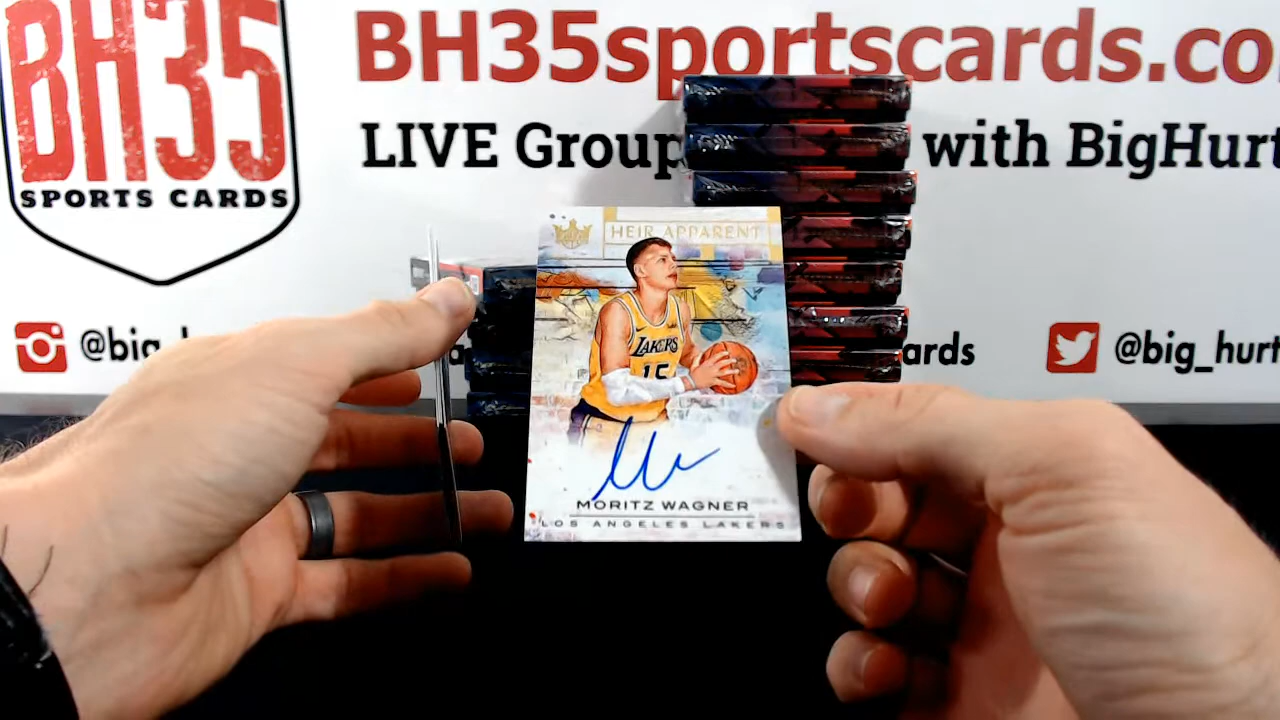 BH35
SPORTS CARDS
BH35sportscards.co
LIVE Group with BigHurt
@big ards
@big_hurt
HEIR APPARENT
LAKERS
15
MORITZ WAGNER
LOS ANGELES LAKERS